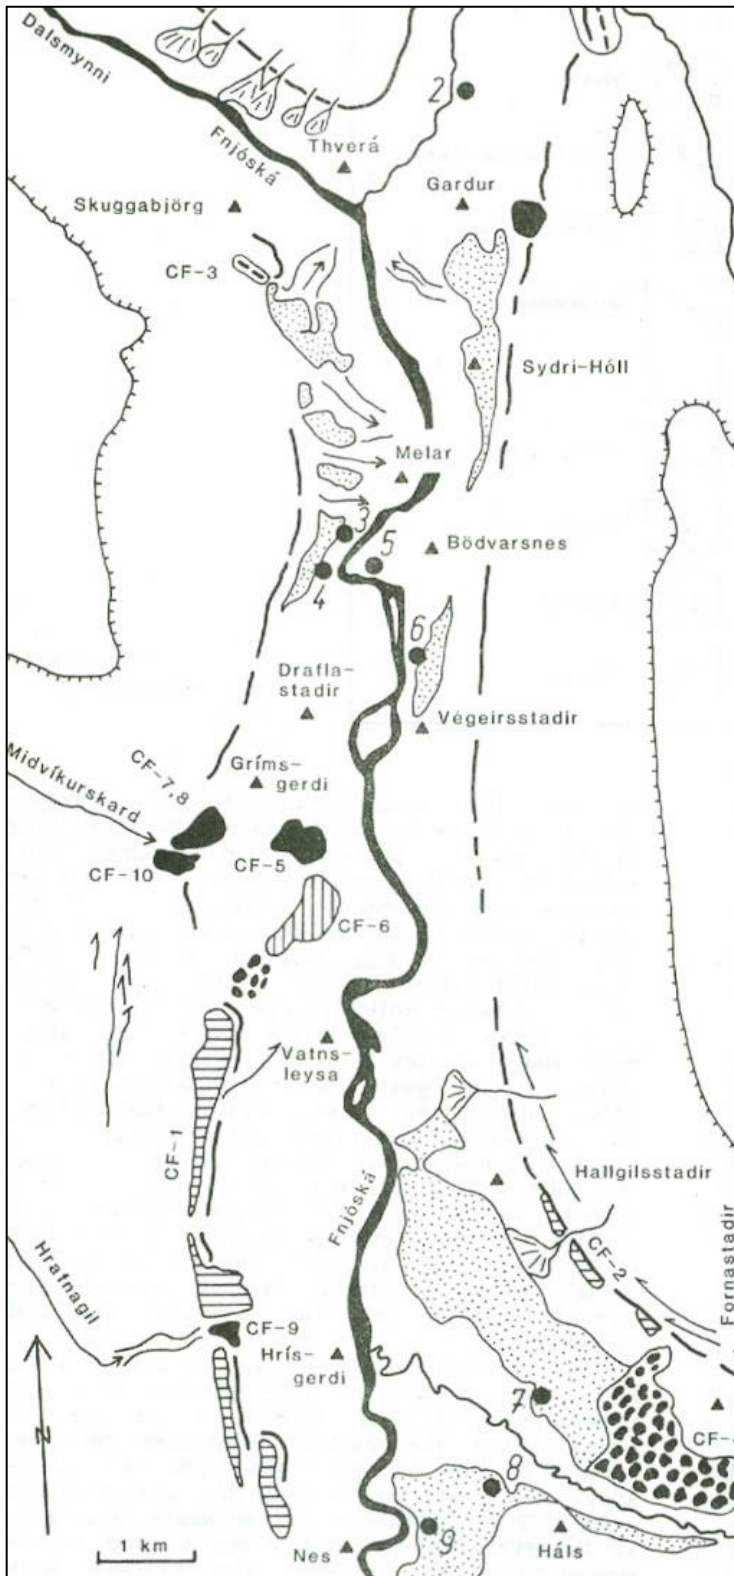 Dalsmynni
2
Fnjóská
Thverá
Skuggabjörg
Gardur
CF-3
Sydri-Hóll
Melar
3
5
Bödvarsnes
4
6
Drafla-
stadir
Végeirsstadir
Midvíkurskard
CF-7,8
Gríms-
gerdi
CF-10
CF-5
CF-6
Vatns-
leysa
CF-1
Hallgilsstadir
Fnjóská
CF-2
Fornastadir
Hrafnagil
CF-9
Hrís-
gerdi
N
7
CF-
8
9
1 km
Nes
Háls